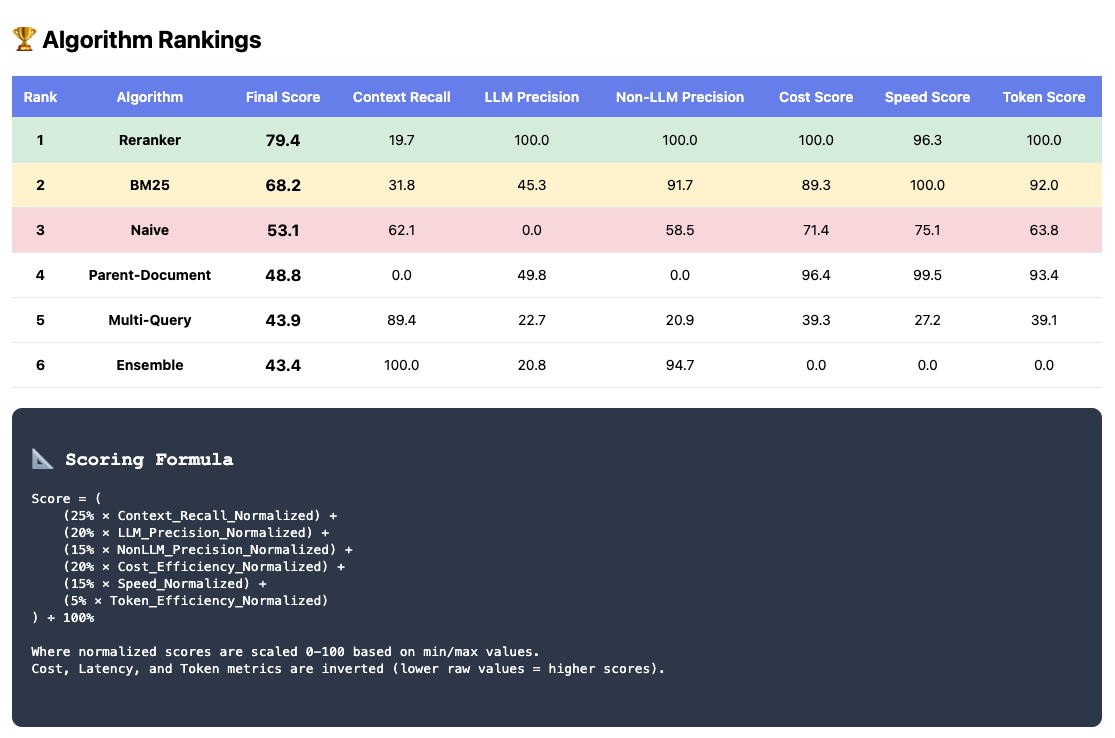 🏆 Algorithm Rankings
Rank Algorithm Final Score Context Recall LLM Precision Non-LLM Precision Cost Score Speed Score Token Score
1 Reranker 79.4 19.7 100.0 100.0 100.0 96.3 100.0
2 BM25 68.2 31.8 45.3 91.7 89.3 100.0 92.0
3 Naive 53.1 62.1 0.0 58.5 71.4 75.1 63.8
4 Parent-Document 48.8 0.0 49.8 0.0 96.4 99.5 93.4
5 Multi-Query 43.9 89.4 22.7 20.9 39.3 27.2 39.1
6 Ensemble 43.4 100.0 20.8 94.7 0.0 0.0 0.0
📐 Scoring Formula
Score = (
(25% × Context_Recall_Normalized) +
(20% × LLM_Precision_Normalized) +
(15% × NonLLM_Precision_Normalized) +
(20% × Cost_Efficiency_Normalized) +
(15% × Speed_Normalized) +
(5% × Token_Efficiency_Normalized)
) ÷ 100%
Where normalized scores are scaled 0-100 based on min/max values.
Cost, Latency, and Token metrics are inverted (lower raw values = higher scores).